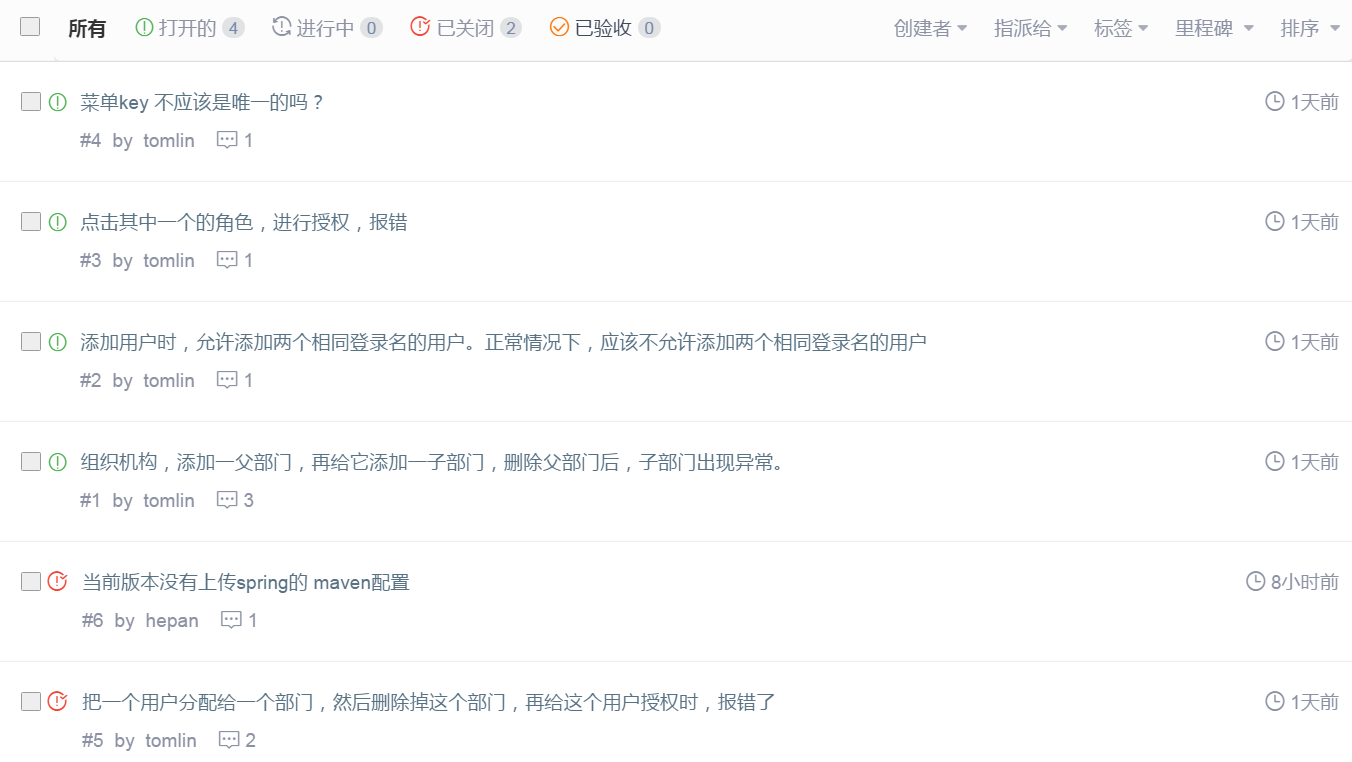 所有 打开的 4 进行中 0 已关闭 2 已验收 0 创建者 指派给 标签 里程碑 排序
菜单key 不应该是唯一的吗？ 1天前
#4 by tomlin 1
点击其中一个的角色，进行授权，报错 1天前
#3 by tomlin 1
添加用户时，允许添加两个相同登录名的用户。正常情况下，应该不允许添加两个相同登录名的用户 1天前
#2 by tomlin 1
组织机构，添加一父部门，再给它添加一子部门，删除父部门后，子部门出现异常。 1天前
#1 by tomlin 3
当前版本没有上传spring的 maven配置 8小时前
#6 by hepan 1
把一个用户分配给一个部门，然后删除掉这个部门，再给这个用户授权时，报错了 1天前
#5 by tomlin 2